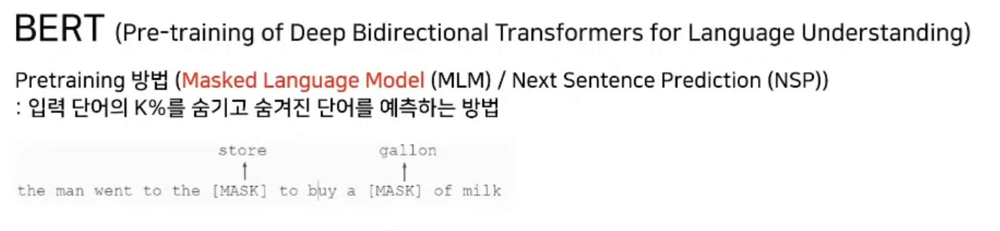 BERT (Pre-training of Deep Bidirectional Transformers for Language Understanding)
Pretraining 방법 (Masked Language Model (MLM) / Next Sentence Prediction (NSP))
: 입력 단어의 K%를 숨기고 숨겨진 단어를 예측하는 방법
store gallon
the man went to the [MASK] to buy a [MASK] of milk